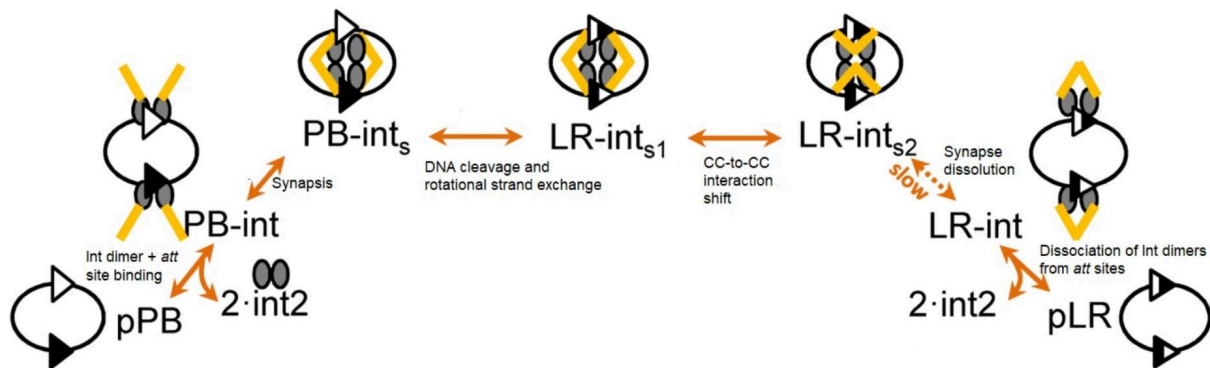 PB-ints
LR-ints1
LR-ints2
DNA cleavage and
rotational strand exchange
CC-to-CC
interaction
shift
Synapse
dissolution
slow
Synapsis
PB-int
LR-int
Int dimer + att
site binding
Dissociation of Int dimers
from att sites
pPB
2·int2
2·int2
pLR